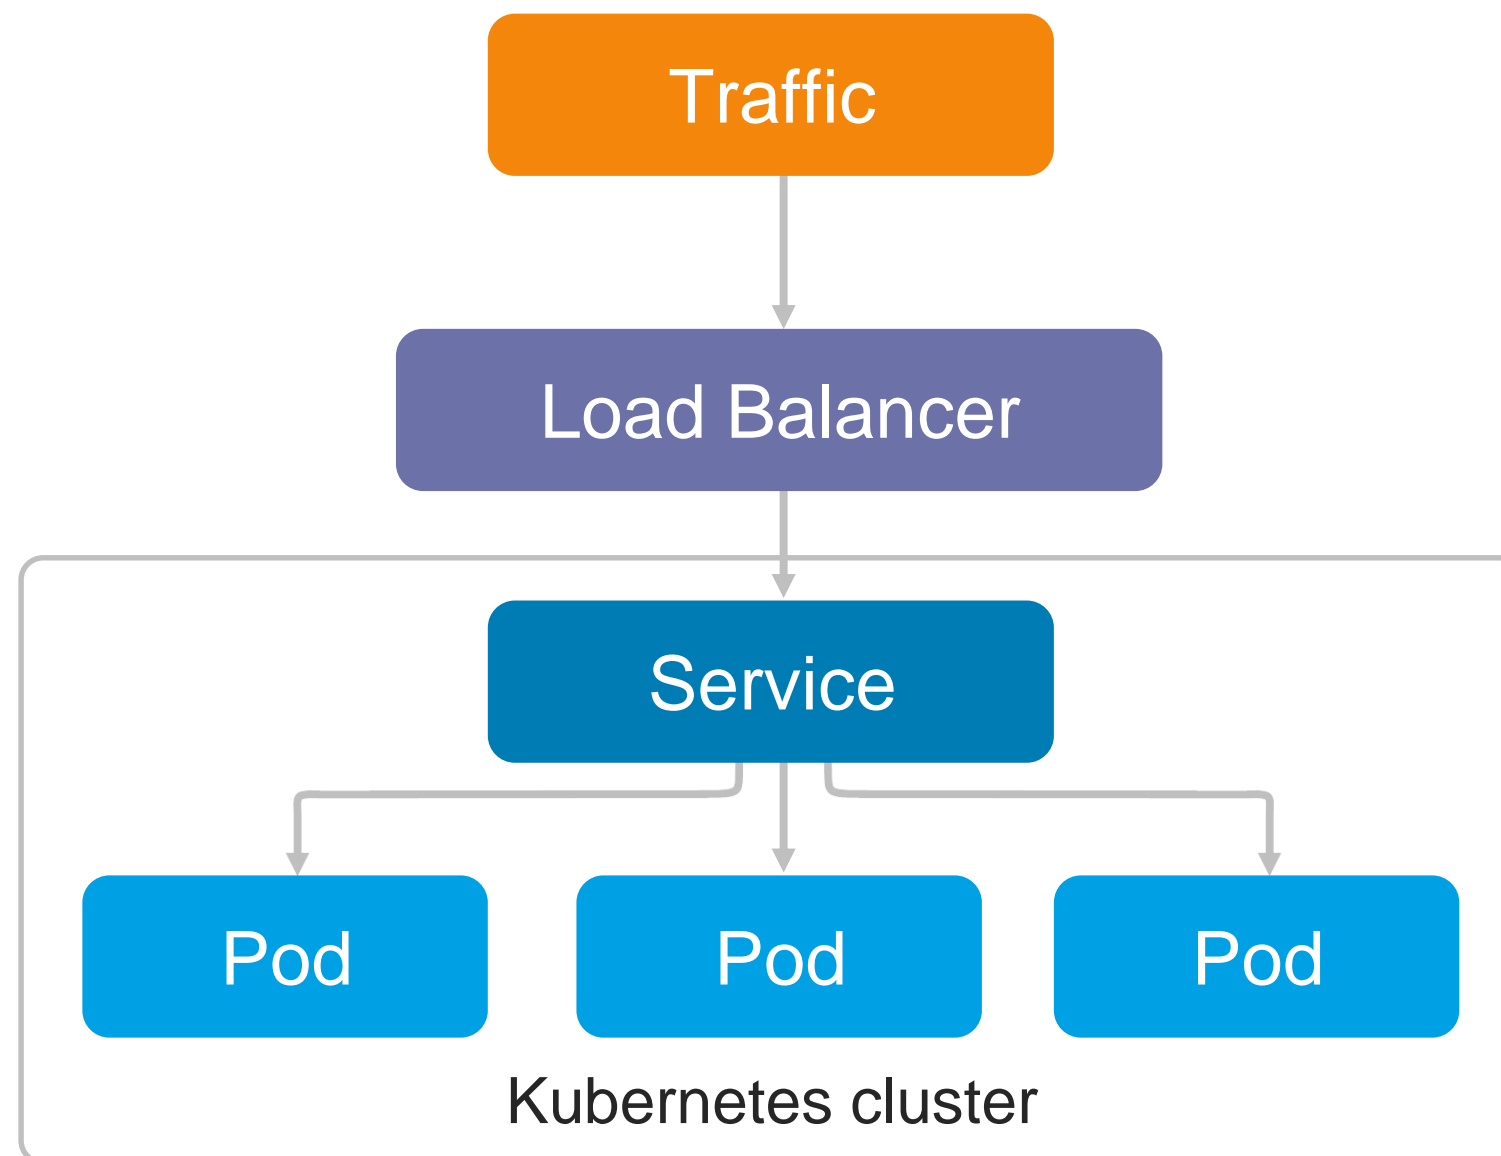 Traffic
Load Balancer
Service
Pod
Pod
Pod
Kubernetes cluster